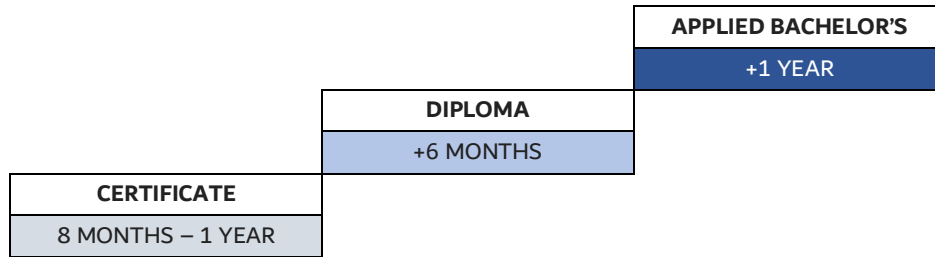 APPLIED BACHELOR’S
+1 YEAR
DIPLOMA
+6 MONTHS
CERTIFICATE
8 MONTHS – 1 YEAR